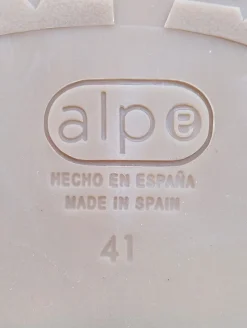 alpe
HECHO EN ESPAÑA
MADE IN SPAIN
41